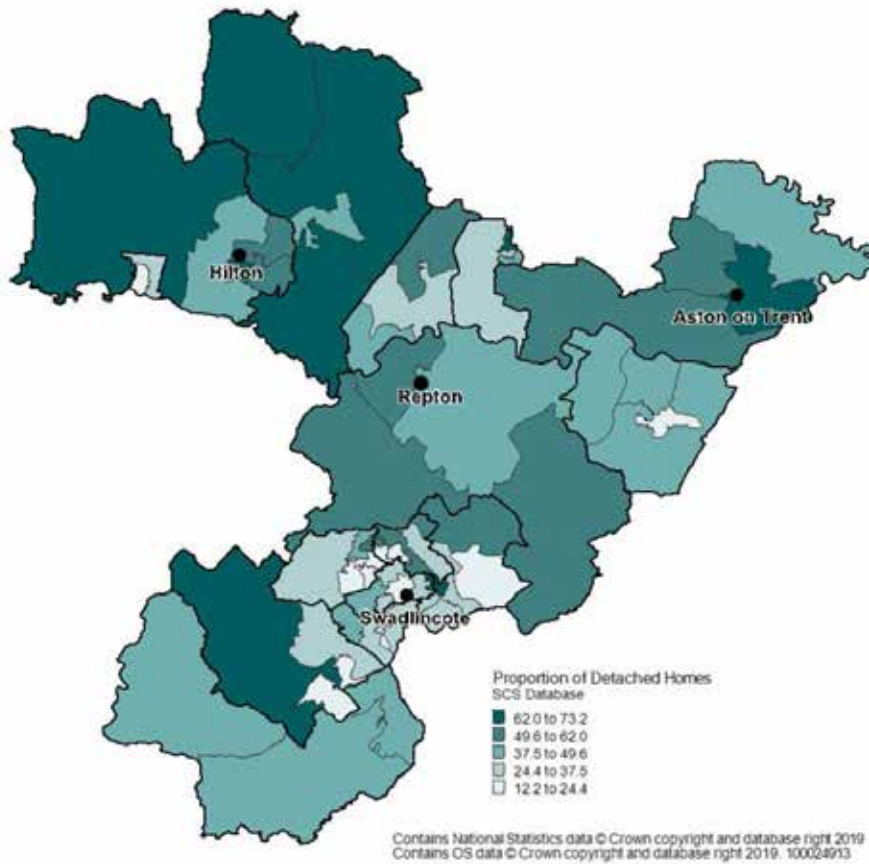 Hilton
Aston on Trent
Repton
Swadlincote
Proportion of Detached Homes
SCS Database
62.0 to 73.2
49.6 to 62.0
37.5 to 49.6
24.4 to 37.5
12.2 to 24.4
Contains National Statistics data © Crown copyright and database right 2019
Contains OS data © Crown copyright and database right 2019. 100024913